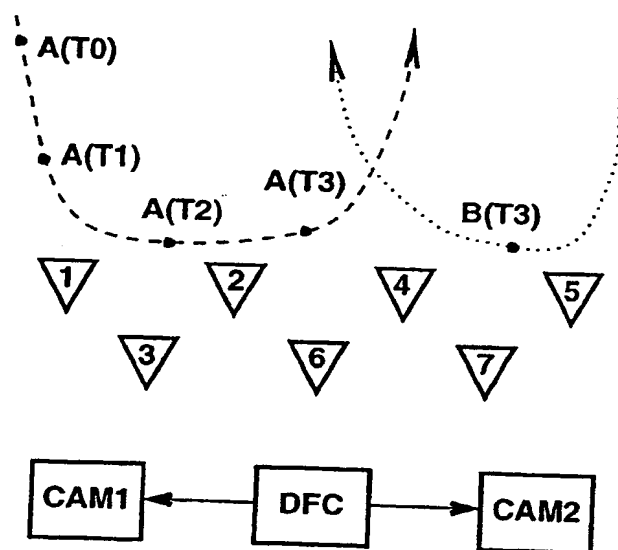 A(T0)
A(T1)
A(T2)
A(T3)
B(T3)
1
2
4
5
3
6
7
CAM1
DFC
CAM2